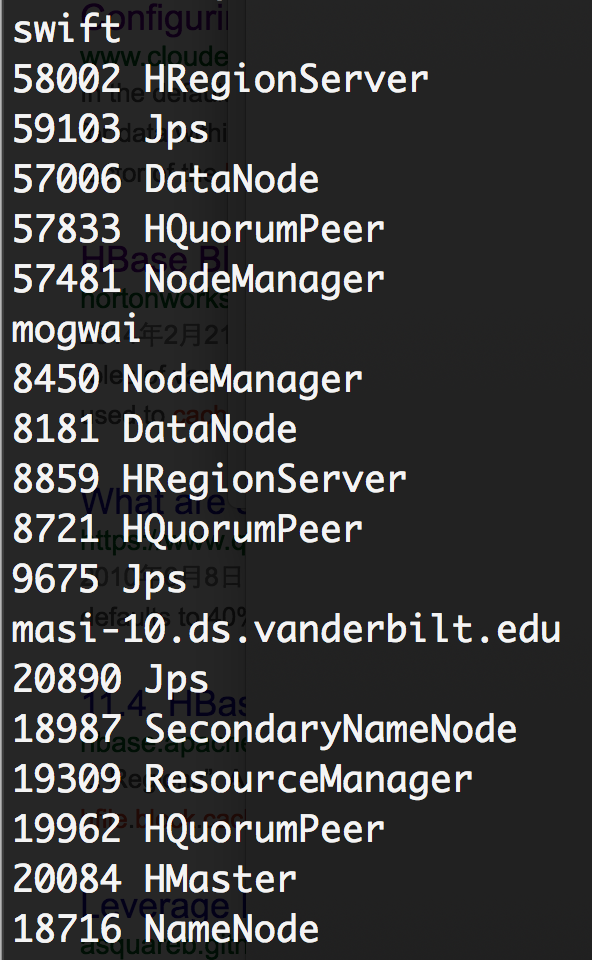 swift
58002 HRegionServer
59103 Jps
57006 DataNode
57833 HQuorumPeer
57481 NodeManager
mogwai
8450 NodeManager
8181 DataNode
8859 HRegionServer
8721 HQuorumPeer
9675 Jps
masi-10.ds.vanderbilt.edu
20890 Jps
18987 SecondaryNameNode
19309 ResourceManager
19962 HQuorumPeer
20084 HMaster
18716 NameNode